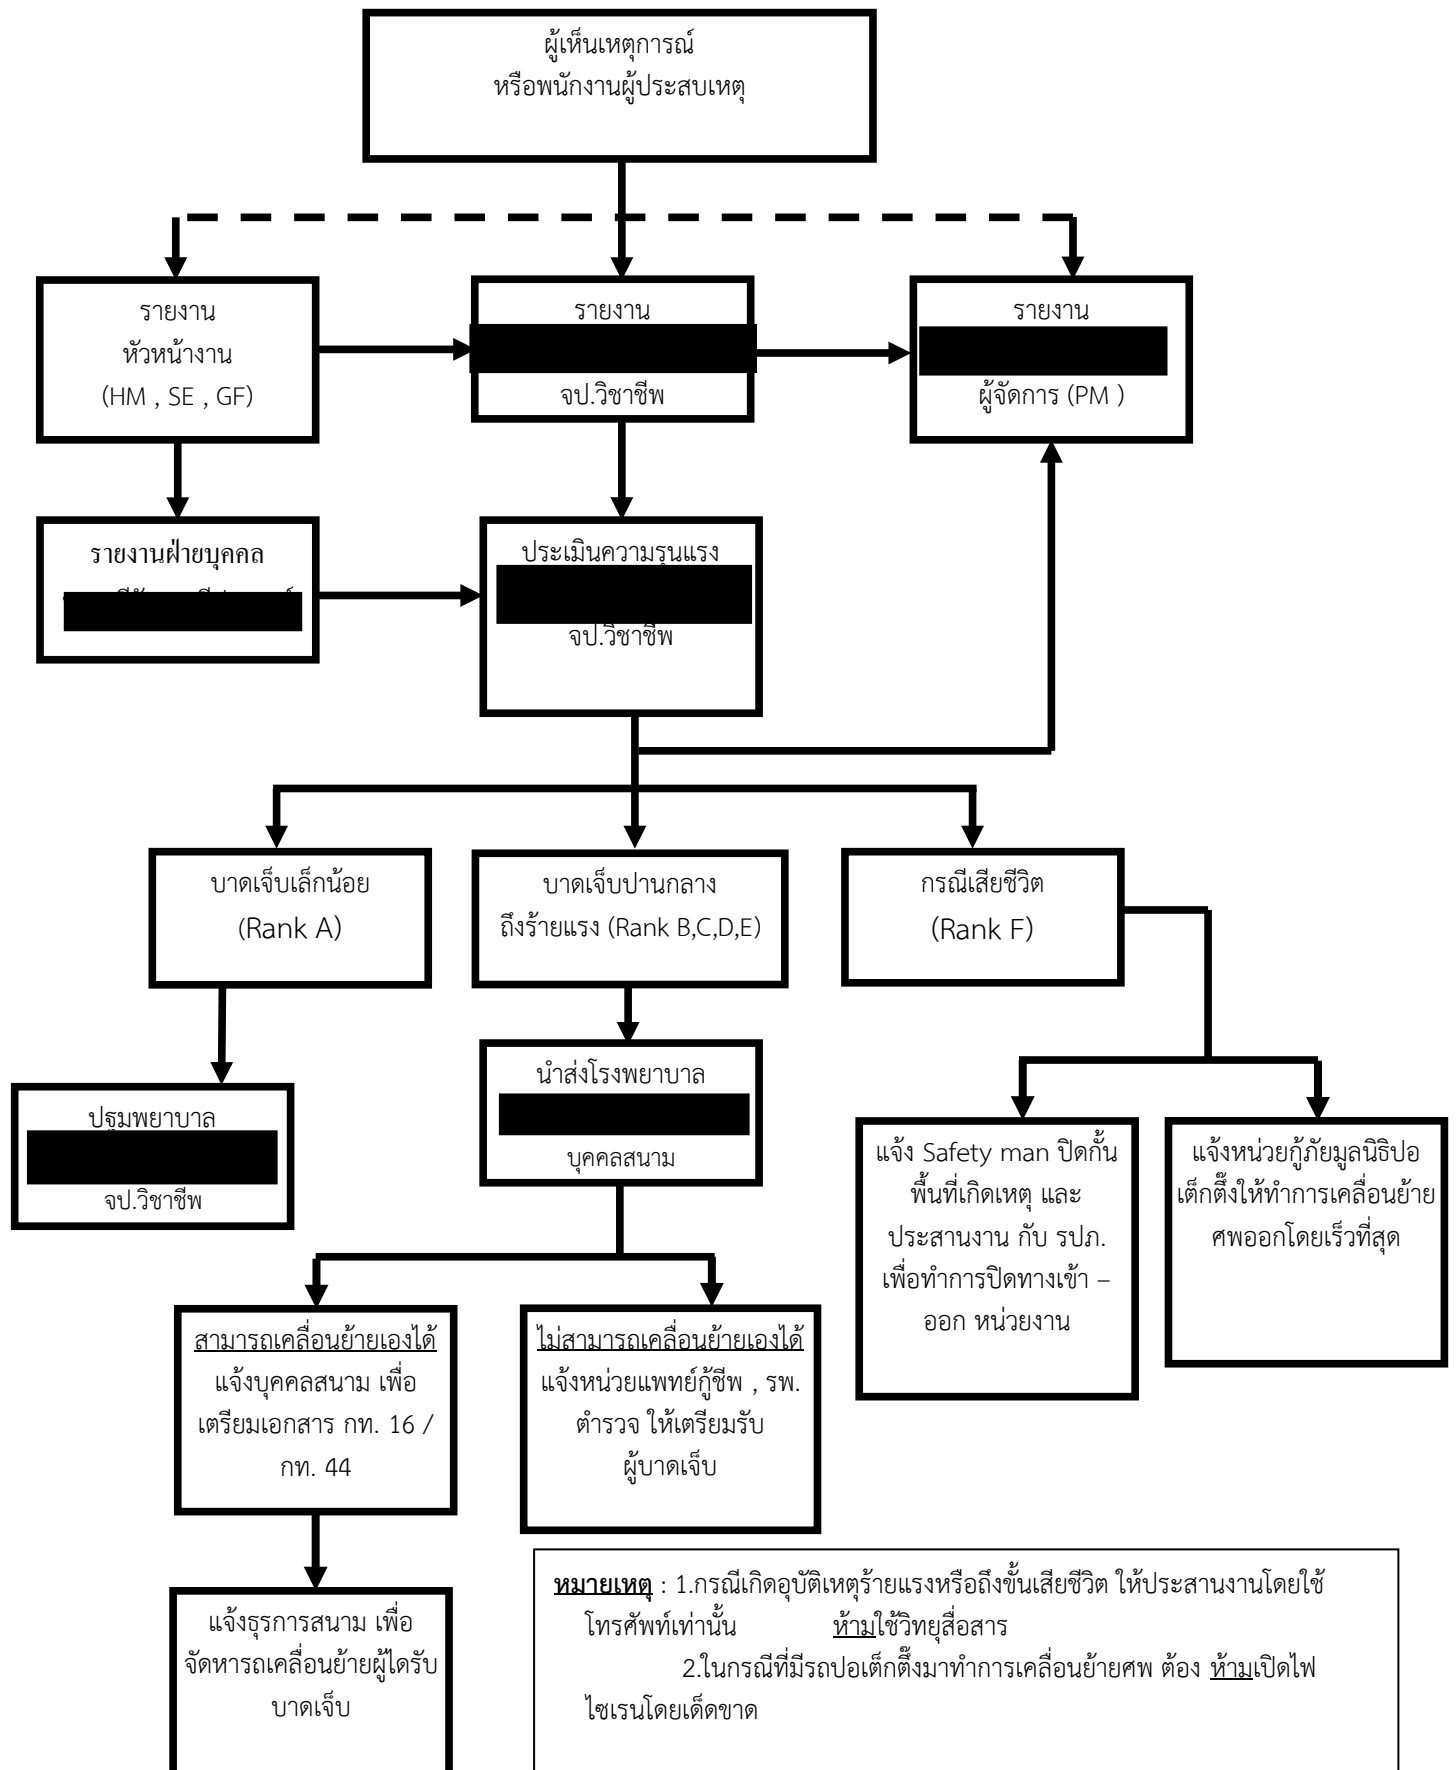 ผู้เห็นเหตุการณ์
หรือพนักงานผู้ประสบเหตุ
รายงาน
หัวหน้างาน
(HM , SE , GF)
รายงาน
จป.วิชาชีพ
รายงาน
ผู้จัดการ (PM )
รายงานฝ่ายบุคคล
ประเมินความรุนแรง
จป.วิชาชีพ
บาดเจ็บเล็กน้อย
(Rank A)
บาดเจ็บปานกลาง
ถึงร้ายแรง (Rank B,C,D,E)
กรณีเสียชีวิต
(Rank F)
ปฐมพยาบาล
จป.วิชาชีพ
นำส่งโรงพยาบาล
บุคคลสนาม
แจ้ง Safety man ปิดกั้น
พื้นที่เกิดเหตุ และ
ประสานงาน กับ รปภ.
เพื่อทำการปิดทางเข้า –
ออก หน่วยงาน
แจ้งหน่วยกู้ภัยมูลนิธิปอ
เต็กตึ๊งให้ทำการเคลื่อนย้าย
ศพออกโดยเร็วที่สุด
สามารถเคลื่อนย้ายเองได้
แจ้งบุคคลสนาม เพื่อ
เตรียมเอกสาร กท. 16 /
กท. 44
ไม่สามารถเคลื่อนย้ายเองได้
แจ้งหน่วยแพทย์กู้ชีพ , รพ.
ตำรวจ ให้เตรียมรับ
ผู้บาดเจ็บ
แจ้งธุรการสนาม เพื่อ
จัดหารถเคลื่อนย้ายผู้ไดรับ
บาดเจ็บ
หมายเหตุ : 1.กรณีเกิดอุบัติเหตุร้ายแรงหรือถึงขั้นเสียชีวิต ให้ประสานงานโดยใช้
โทรศัพท์เท่านั้น ห้ามใช้วิทยุสื่อสาร
2.ในกรณีที่มีรถปอเต็กตึ๊งมาทำการเคลื่อนย้ายศพ ต้อง ห้ามเปิดไฟ
ไซเรนโดยเด็ดขาด